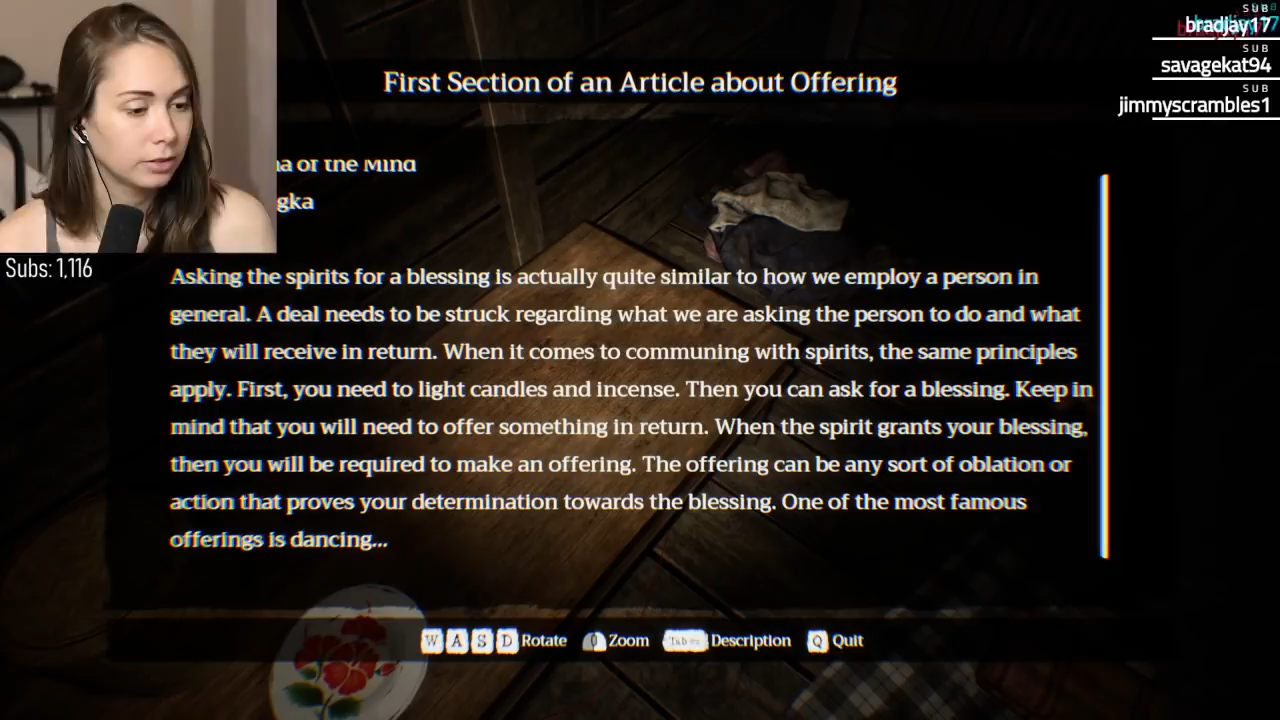 SUB
bradjay17
SUB
savagekat94
SUB
jimmyscrambles1
First Section of an Article about Offering
of the Mind
Subs: 1,116
Asking the spirits for a blessing is actually quite similar to how we employ a person in
general. A deal needs to be struck regarding what we are asking the person to do and what
they will receive in return. When it comes to communing with spirits, the same principles
apply. First, you need to light candles and incense. Then you can ask for a blessing. Keep in
mind that you will need to offer something in return. When the spirit grants your blessing,
then you will be required to make an offering. The offering can be any sort of oblation or
action that proves your determination towards the blessing. One of the most famous
offerings is dancing...
W A S D Rotate Zoom Tab Description Q Quit